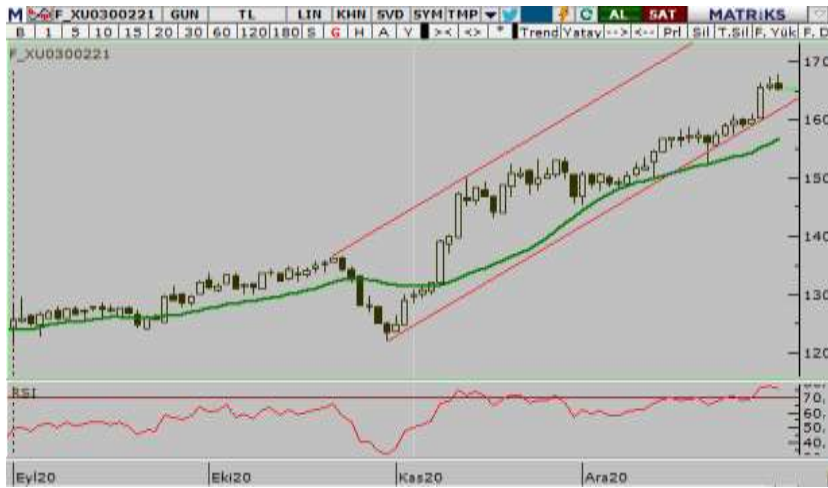 M F_XU0300221 GUN TL LIN KHN SVD SYM TMP AL SAT MATRiKS
B 1 5 10 15 20 30 60 120 180 S G H A Y >< <> * Trend Yatay --> <-- Prl Sil T.Sil F. Yük F. D
F_XU0300221
170
160
150
140
130
120
RSI
70.
60.
50.
40.
Eyl20 Eki20 Kas20 Ara20